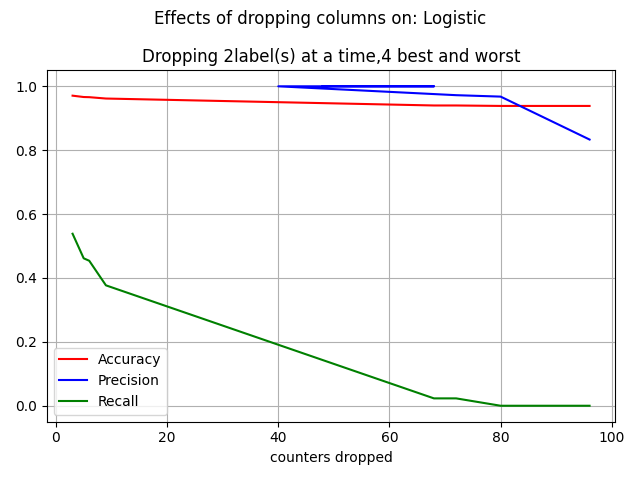 Effects of dropping columns on: Logistic
Dropping 2label(s) at a time,4 best and worst
1.0
0.8
0.6
0.4
0.2
0.0
Accuracy
Precision
Recall
0 20 40 60 80 100
counters dropped